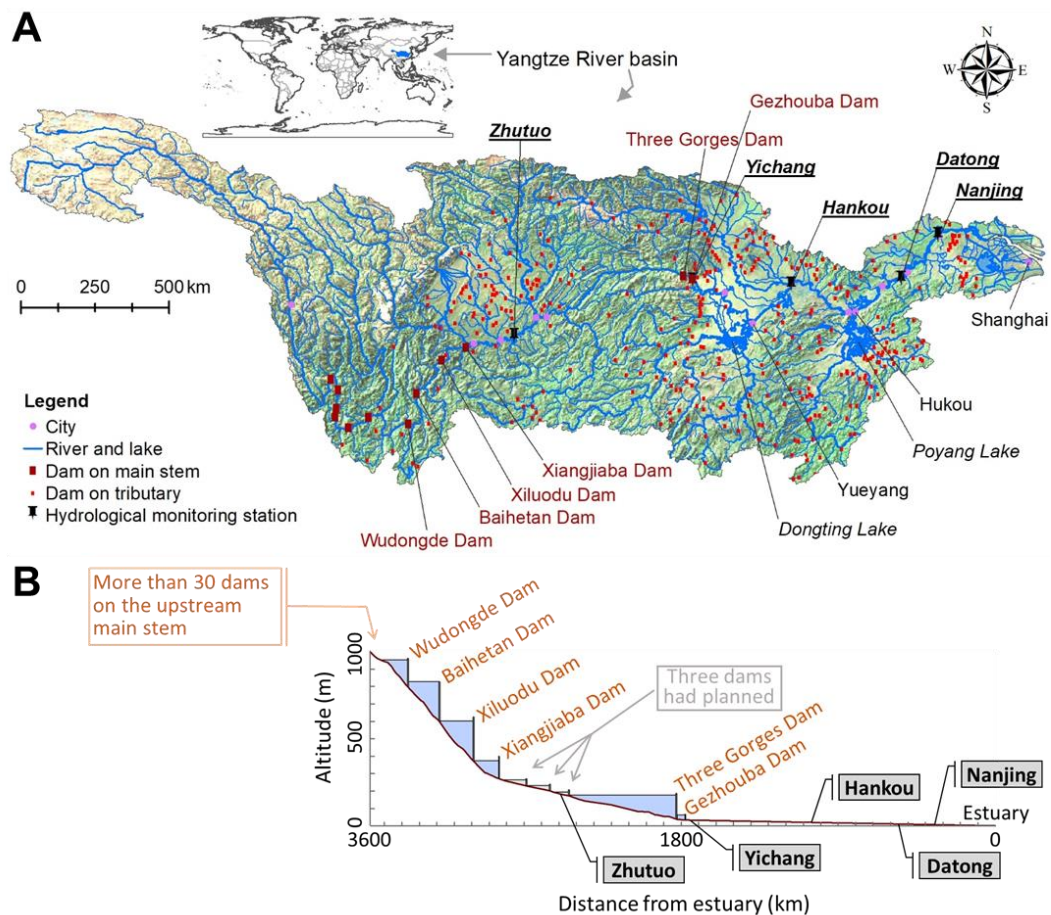 A
Yangtze River basin
N
W
E
S
Gezhouba Dam
Three Gorges Dam
Zhutuo
Yichang
Datong
Hankou
Nanjing
0 250 500 km
Shanghai
Hukou
Poyang Lake
Yueyang
Dongting Lake
Xiangjiaba Dam
Xiluodu Dam
Baihetan Dam
Wudongde Dam
Legend
City
River and lake
Dam on main stem
Dam on tributary
Hydrological monitoring station
B
More than 30 dams
on the upstream
main stem
Wudongde Dam
Baihetan Dam
Xiluodu Dam
Xiangjiaba Dam
Three dams
had planned
Three Gorges Dam
Gezhouba Dam
Hankou
Nanjing
Estuary
Altitude (m)
1000
500
0
3600
1800
0
Zhutuo
Yichang
Datong
Distance from estuary (km)